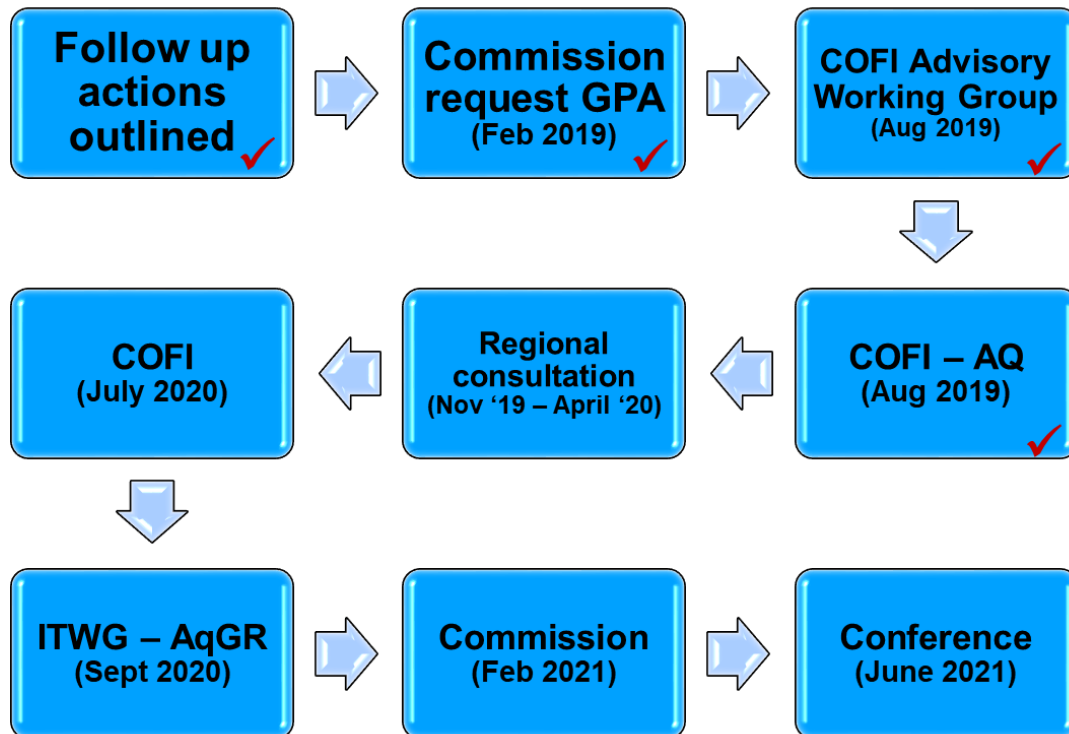 Follow up
actions
outlined
Commission
request GPA
(Feb 2019)
COFI Advisory
Working Group
(Aug 2019)
COFI – AQ
(Aug 2019)
Regional
consultation
(Nov ‘19 – April ‘20)
COFI
(July 2020)
ITWG – AqGR
(Sept 2020)
Commission
(Feb 2021)
Conference
(June 2021)